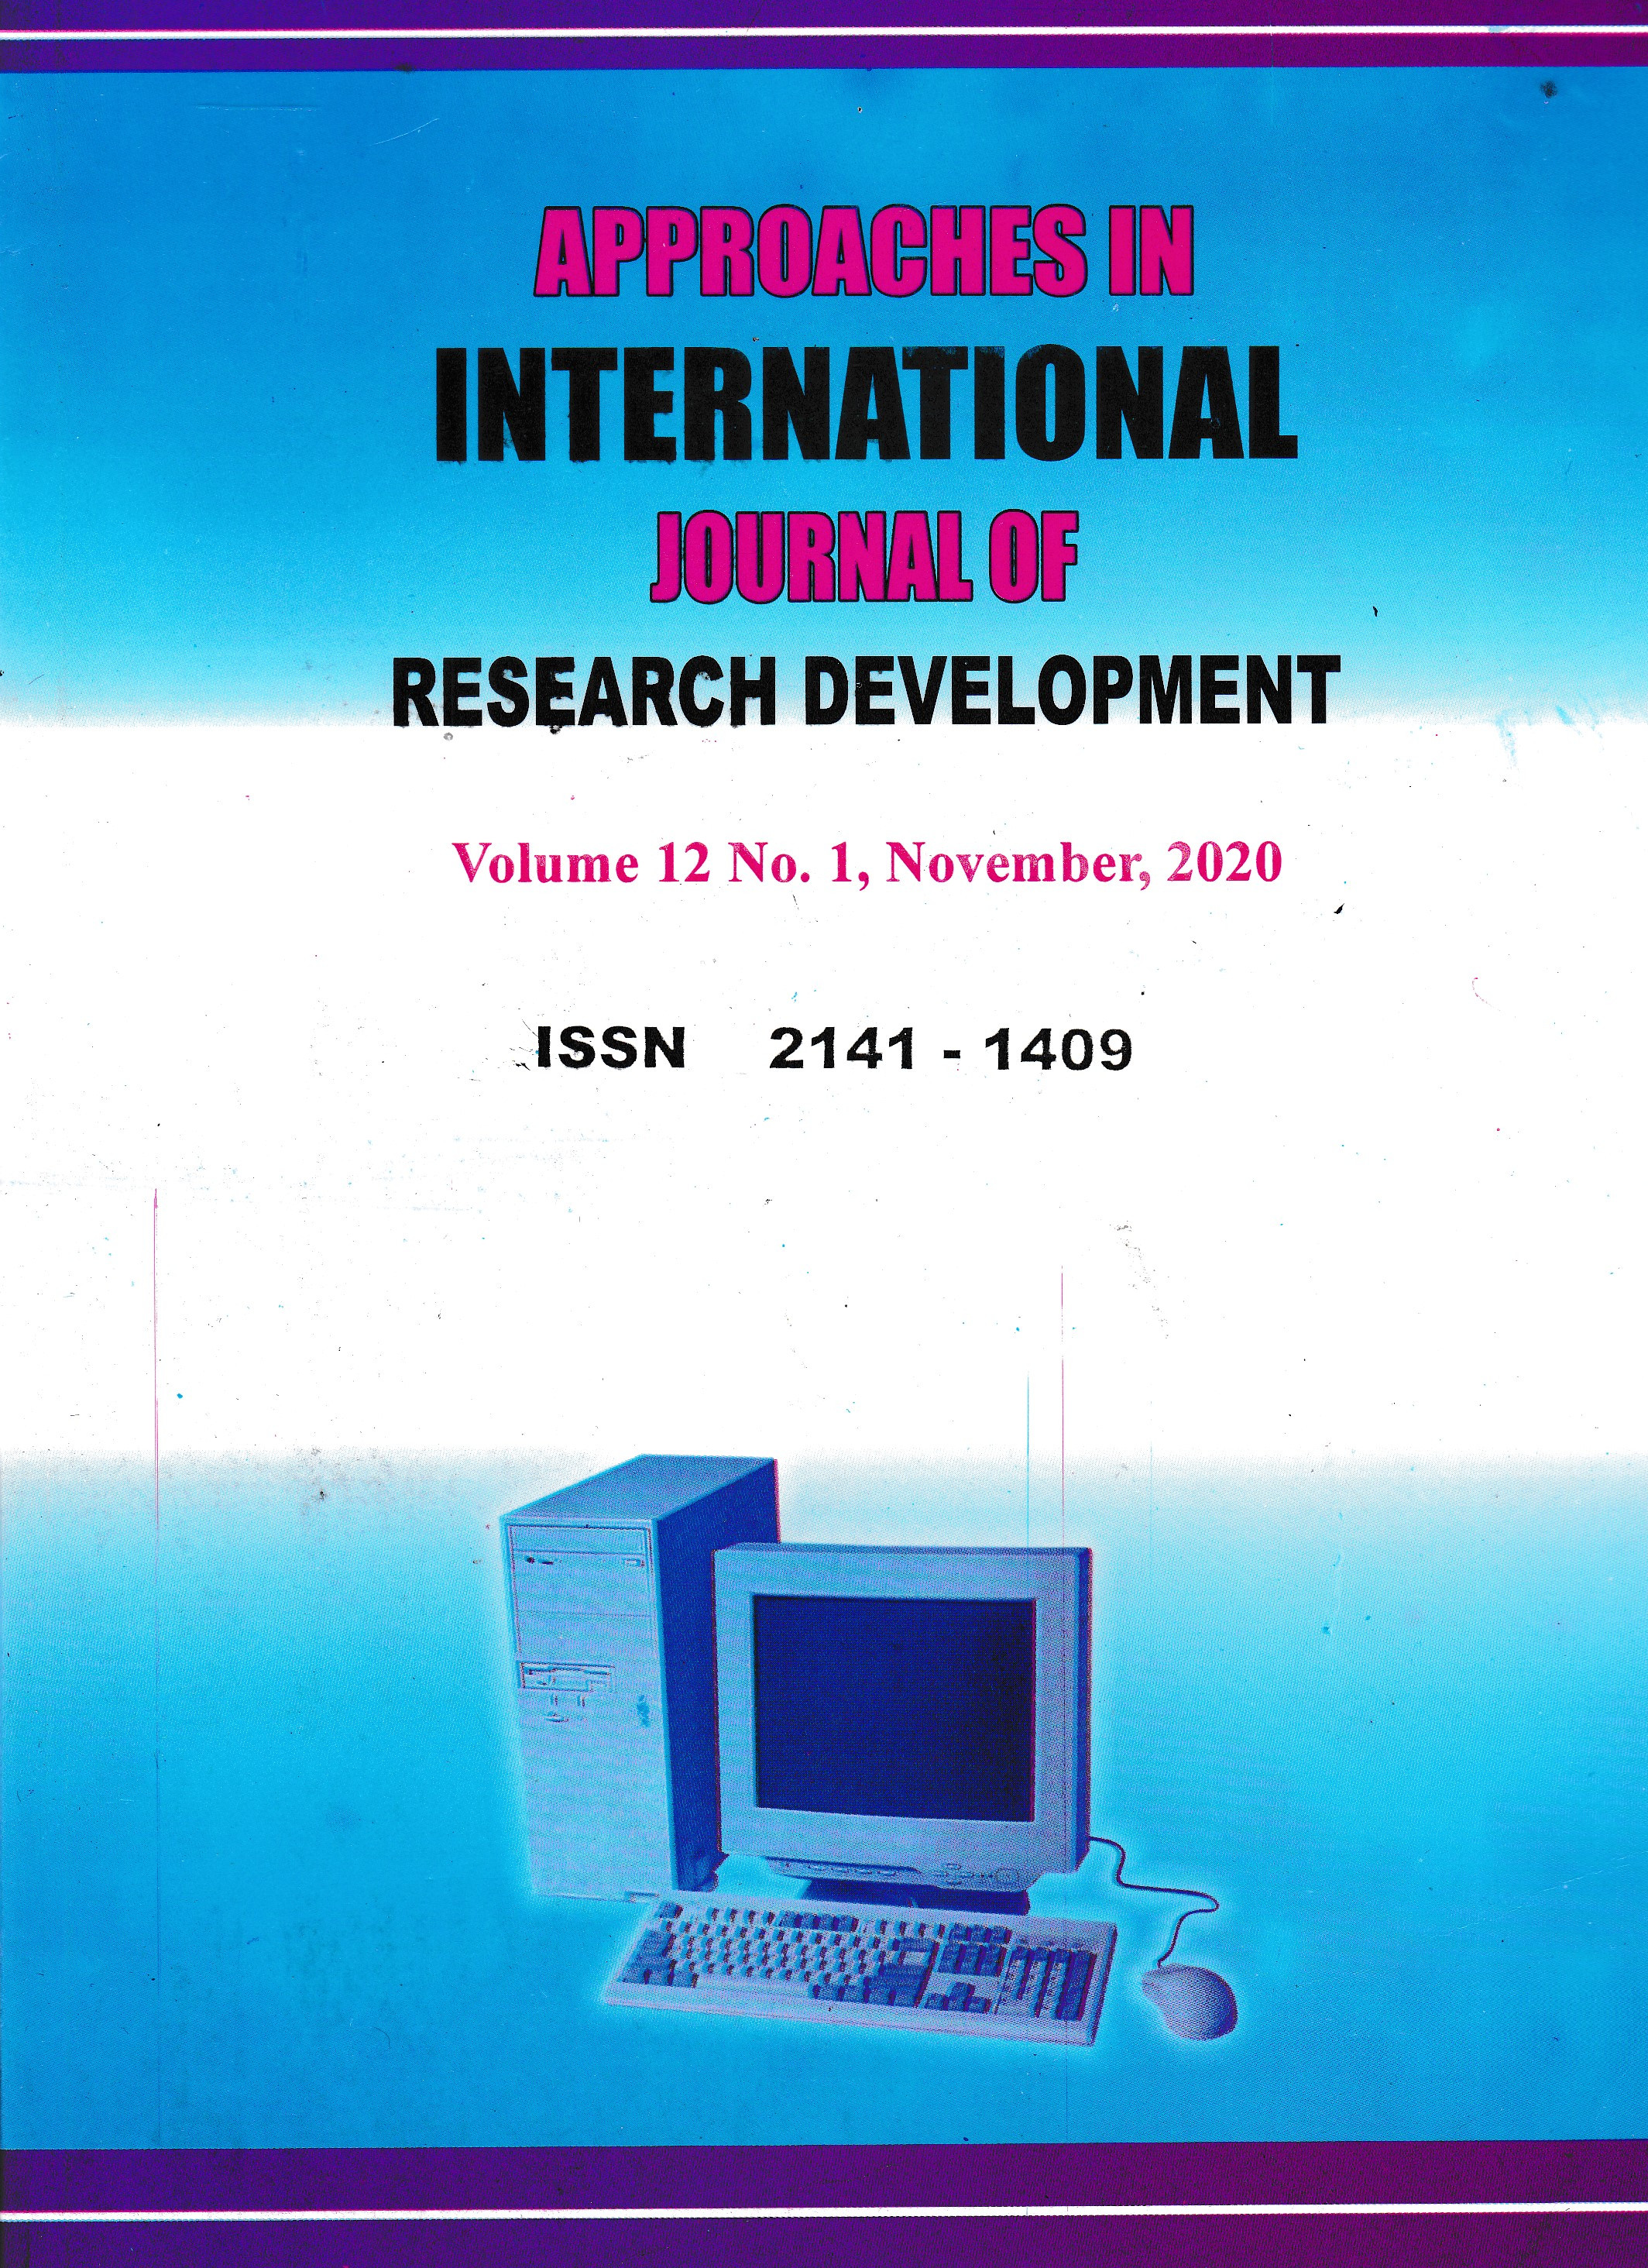 APPROACHES IN
INTERNATIONAL
JOURNAL OF
RESEARCH DEVELOPMENT
Volume 12 No. 1, November, 2020
ISSN 2141 - 1409